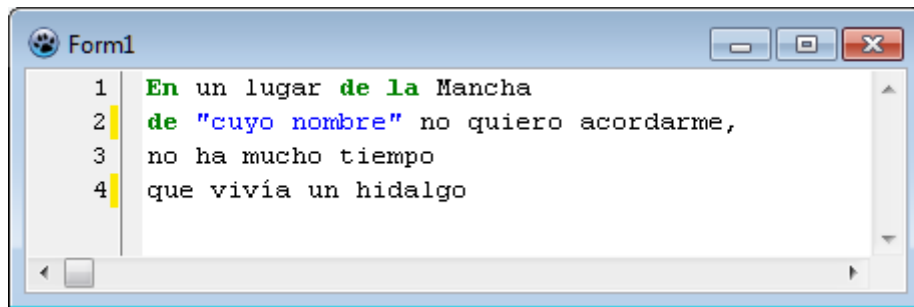 Form1
1 En un lugar de la Mancha
2 de "cuyo nombre" no quiero acordarme,
3 no ha mucho tiempo
4 que vivía un hidalgo